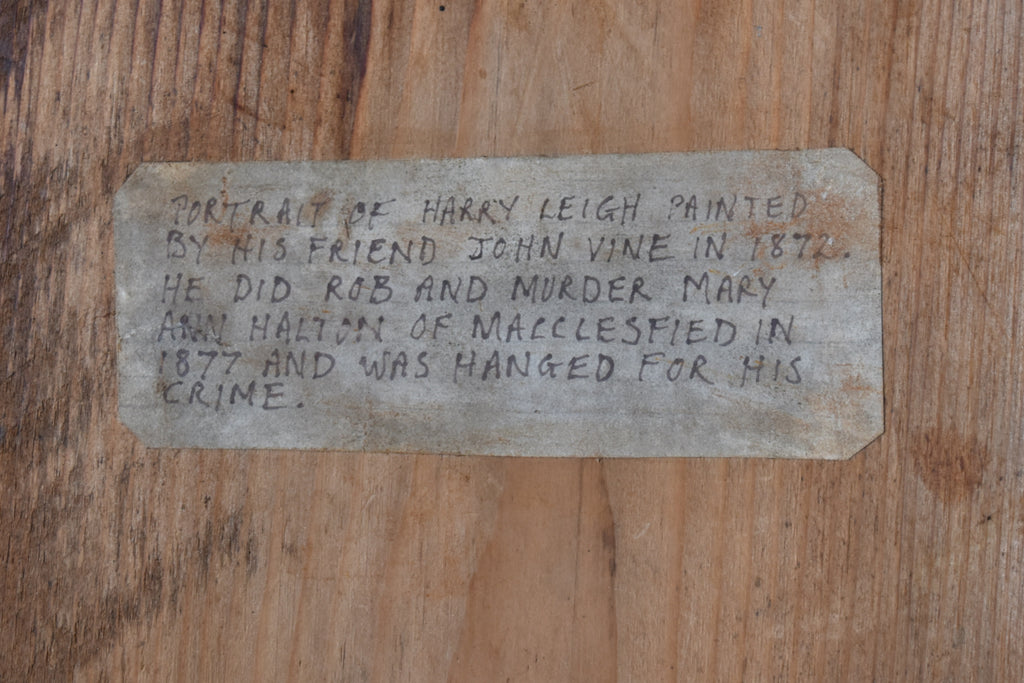 PORTRAIT OF HARRY LEIGH PAINTED
BY HIS FRIEND JOHN VINE IN 1872.
HE DID ROB AND MURDER MARY
ANN HALTON OF MACCLESFIED IN
1877 AND WAS HANGED FOR HIS
CRIME.